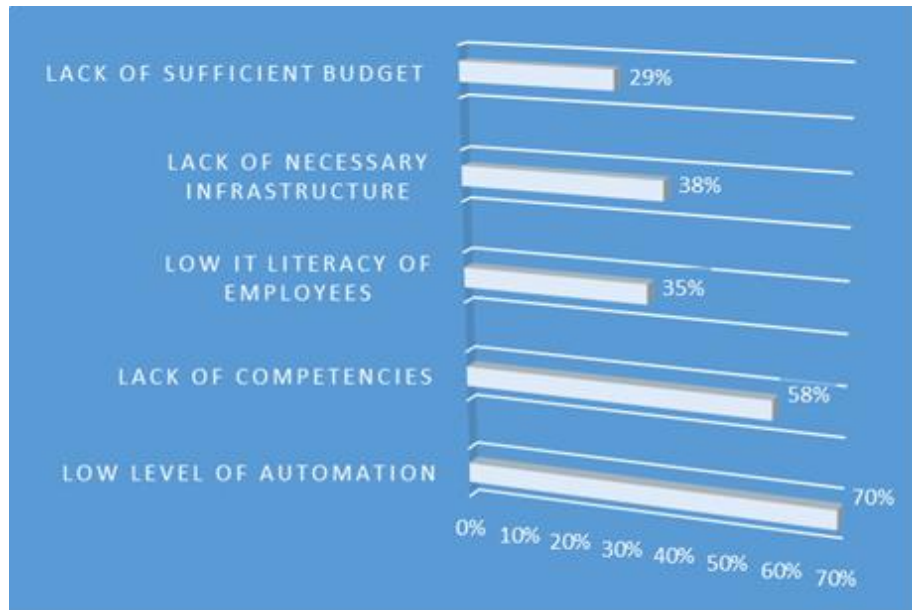 LACK OF SUFFICIENT BUDGET
29%
LACK OF NECESSARY
INFRASTRUCTURE
38%
LOW IT LITERACY OF
EMPLOYEES
35%
LACK OF COMPETENCIES
58%
LOW LEVEL OF AUTOMATION
70%
0% 10% 20% 30% 40% 50% 60% 70%